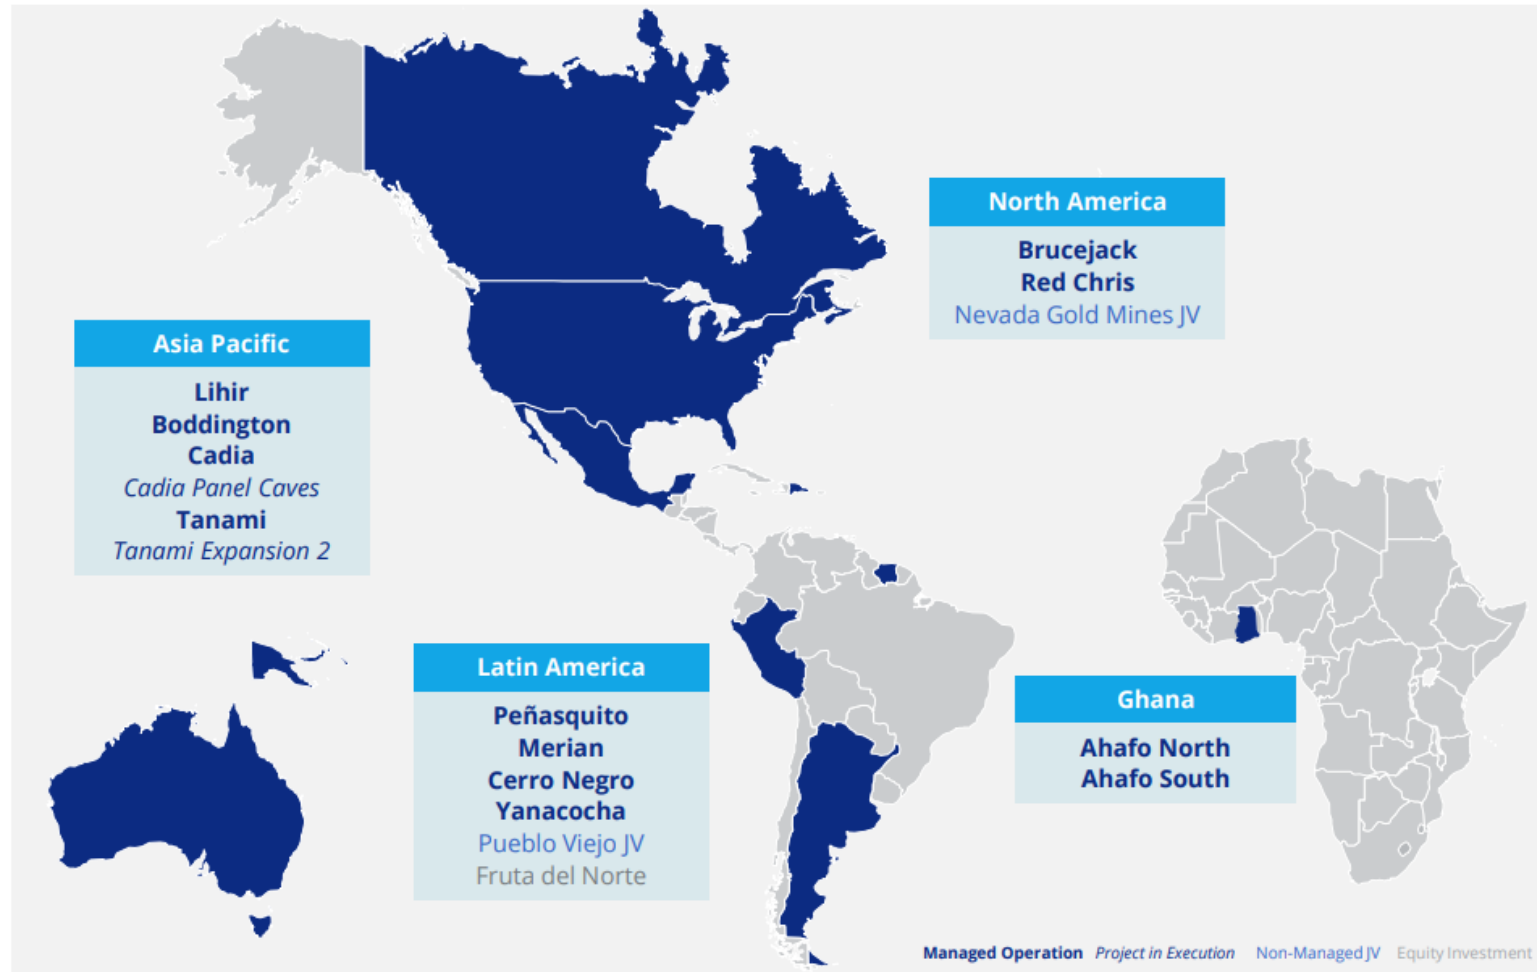 North America
Brucejack
Red Chris
Nevada Gold Mines JV
Asia Pacific
Lihir
Boddington
Cadia
Cadia Panel Caves
Tanami
Tanami Expansion 2
Latin America
Peñasquito
Merian
Cerro Negro
Yanacocha
Pueblo Viejo JV
Fruta del Norte
Ghana
Ahafo North
Ahafo South
Managed Operation Project in Execution Non-Managed JV Equity Investment